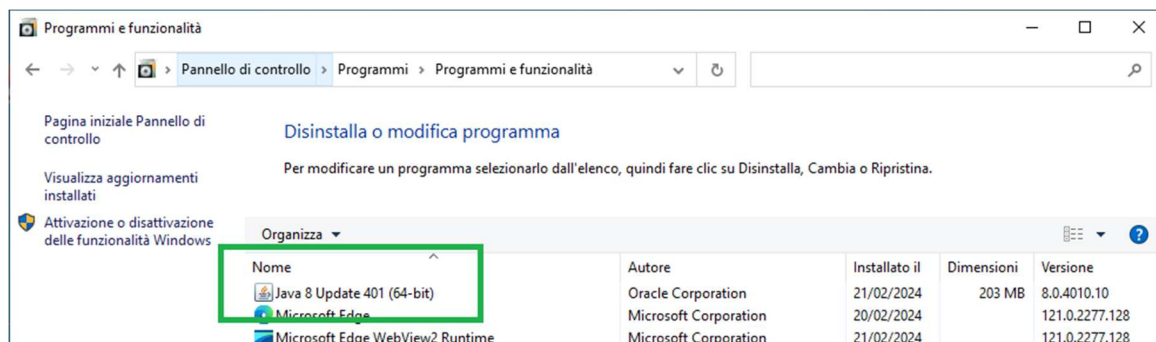 Programmi e funzionalità
Pannello di controllo > Programmi > Programmi e funzionalità
Pagina iniziale Pannello di
controllo
Visualizza aggiornamenti
installati
Attivazione o disattivazione
delle funzionalità Windows
Disinstalla o modifica programma
Per modificare un programma selezionarlo dall'elenco, quindi fare clic su Disinstalla, Cambia o Ripristina.
Organizza
Nome Autore Installato il Dimensioni Versione
Java 8 Update 401 (64-bit) Oracle Corporation 21/02/2024 203 MB 8.0.4010.10
Microsoft Edge Microsoft Corporation 20/02/2024 121.0.2277.128
Microsoft Edge WebView2 Runtime Microsoft Corporation 21/02/2024 121.0.2277.128